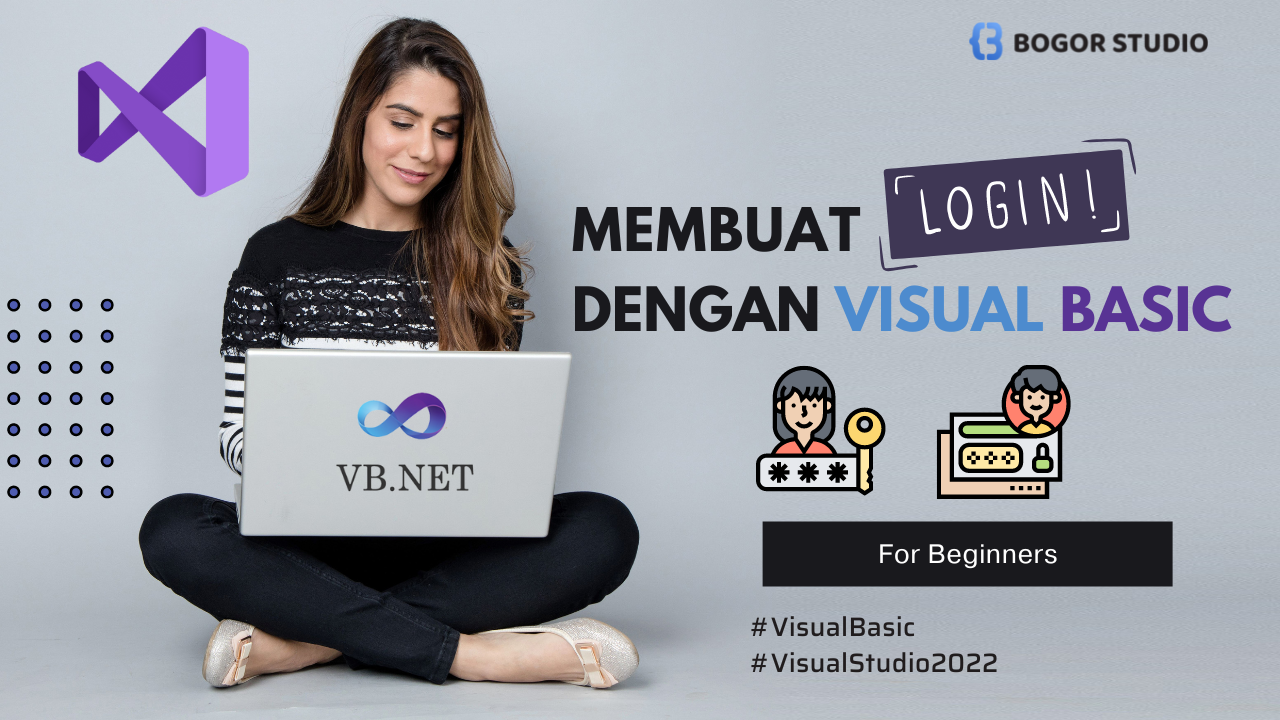 BOGOR STUDIO
MEMBUAT LOGIN!
DENGAN VISUAL BASIC
VB.NET
For Beginners
#VisualBasic
#VisualStudio2022